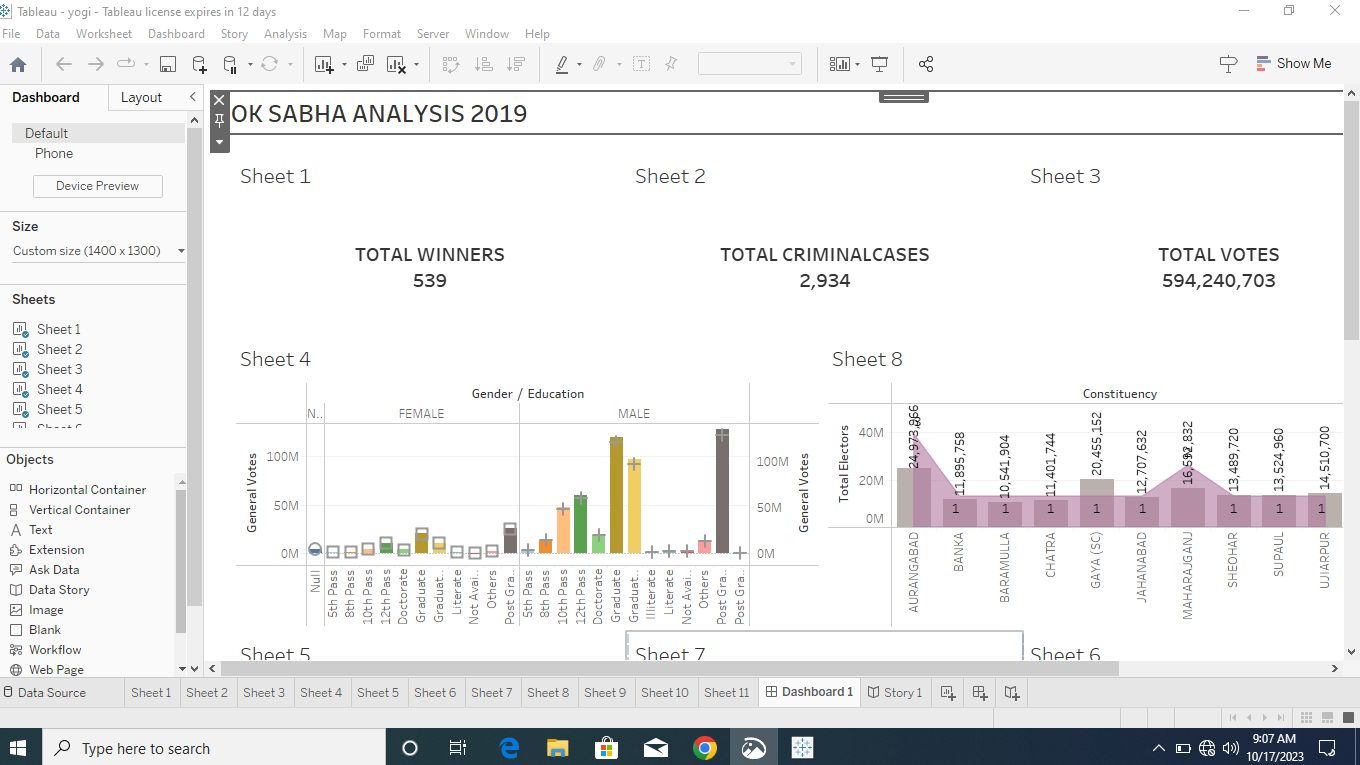 Tableau - yogi - Tableau license expires in 12 days
File Data Worksheet Dashboard Story Analysis Map Format Server Window Help
Show Me
Dashboard Layout
Default
Phone
Device Preview
Size
Custom size (1400 x 1300)
Sheets
Sheet 1
Sheet 2
Sheet 3
Sheet 4
Sheet 5
Objects
Horizontal Container
Vertical Container
Text
Extension
Ask Data
Data Story
Image
Blank
Workflow
Web Page
OK SABHA ANALYSIS 2019
Sheet 1
TOTAL WINNERS
539
Sheet 2
TOTAL CRIMINALCASES
2,934
Sheet 3
TOTAL VOTES
594,240,703
Sheet 4
Gender / Education
N.. FEMALE MALE
General Votes
100M
50M
0M
100M
50M
0M
General Votes
Null
5th Pass
8th Pass
10th Pass
12th Pass
Doctorate
Graduate
Graduat..
Literate
Not Avai..
Others
Post Gra..
5th Pass
8th Pass
10th Pass
12th Pass
Doctorate
Graduate
Graduat..
Illiterate
Literate
Not Avai..
Others
Post Gra..
Post Gra..
Sheet 8
Constituency
Total Electors
40M
20M
0M
24,973,966
11,895,758
10,541,904
11,401,744
20,455,152
12,707,632
16,592,832
13,489,720
13,524,960
14,510,700
1 1 1 1 1 1 1 1 1
AURANGABAD
BANKA
BARAMULLA
CHATRA
GAYA (SC)
JAHANABAD
MAHARAJGANJ
SHEOHAR
SUPAUL
UJIARPUR
Sheet 5
Sheet 7
Sheet 6
Data Source Sheet 1 Sheet 2 Sheet 3 Sheet 4 Sheet 5 Sheet 6 Sheet 7 Sheet 8 Sheet 9 Sheet 10 Sheet 11 Dashboard 1 Story 1
Type here to search
9:07 AM
10/17/2023